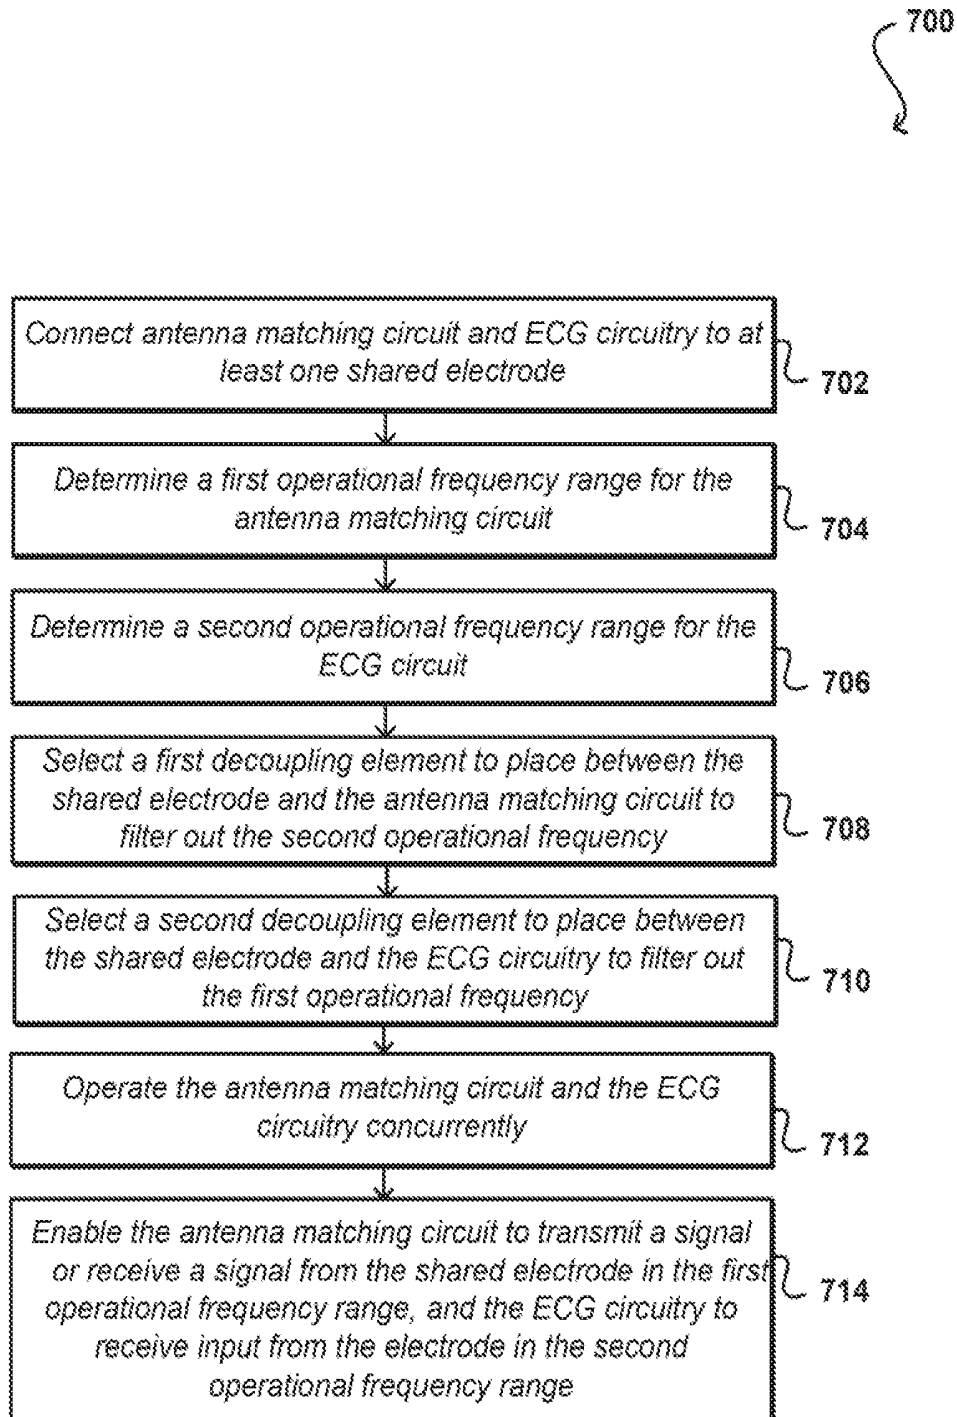 700
Connect antenna matching circuit and ECG circuitry to at
least one shared electrode
702
Determine a first operational frequency range for the
antenna matching circuit
704
Determine a second operational frequency range for the
ECG circuit
706
Select a first decoupling element to place between the
shared electrode and the antenna matching circuit to
filter out the second operational frequency
708
Select a second decoupling element to place between
the shared electrode and the ECG circuitry to filter out
the first operational frequency
710
Operate the antenna matching circuit and the ECG
circuitry concurrently
712
Enable the antenna matching circuit to transmit a signal
or receive a signal from the shared electrode in the first
operational frequency range, and the ECG circuitry to
receive input from the electrode in the second
operational frequency range
714